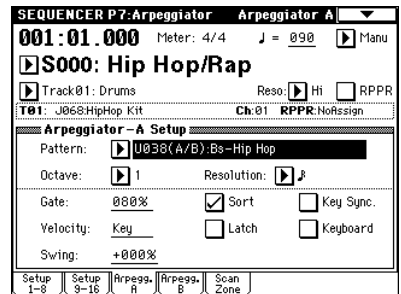 SEQUENCER P7:Arpeggiator Arpeggiator A
001:01.000 Meter: 4/4 ♩ = 090 Manu
S000: Hip Hop/Rap
Track01: Drums Reso: Hi RPPR
T01: J068:HipHop Kit Ch:01 RPPR:NoAssign
Arpeggiator-A Setup
Pattern: U038(A/B):Bs-Hip Hop
Octave: 1 Resolution:
Gate: 080% Sort Key Sync.
Velocity: Key Latch Keyboard
Swing: +000%
Setup 1-8 Setup 9-16 Arpegg. A Arpegg. B Scan Zone